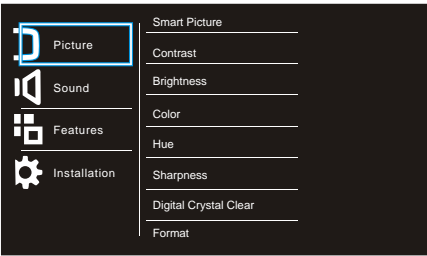 Picture
Sound
Features
Installation
Smart Picture
Contrast
Brightness
Color
Hue
Sharpness
Digital Crystal Clear
Format